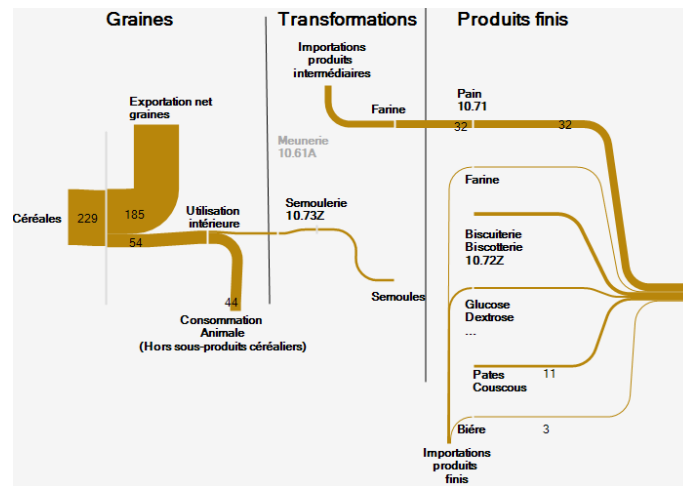 Graines
Transformations
Produits finis
Importations
produits
intermédiaires
Exportation net
graines
Farine
Pain
10.71
32
32
Meunerie
10.61A
Farine
Céréales
229
185
54
Utilisation
intérieure
Semoulerie
10.73Z
Biscuiterie
Biscotterie
10.72Z
44
Semoules
Glucose
Dextrose
---
Consommation
Animale
(Hors sous-produits céréaliers)
Pates
Couscous
11
Biére
3
Importations
produits
finis